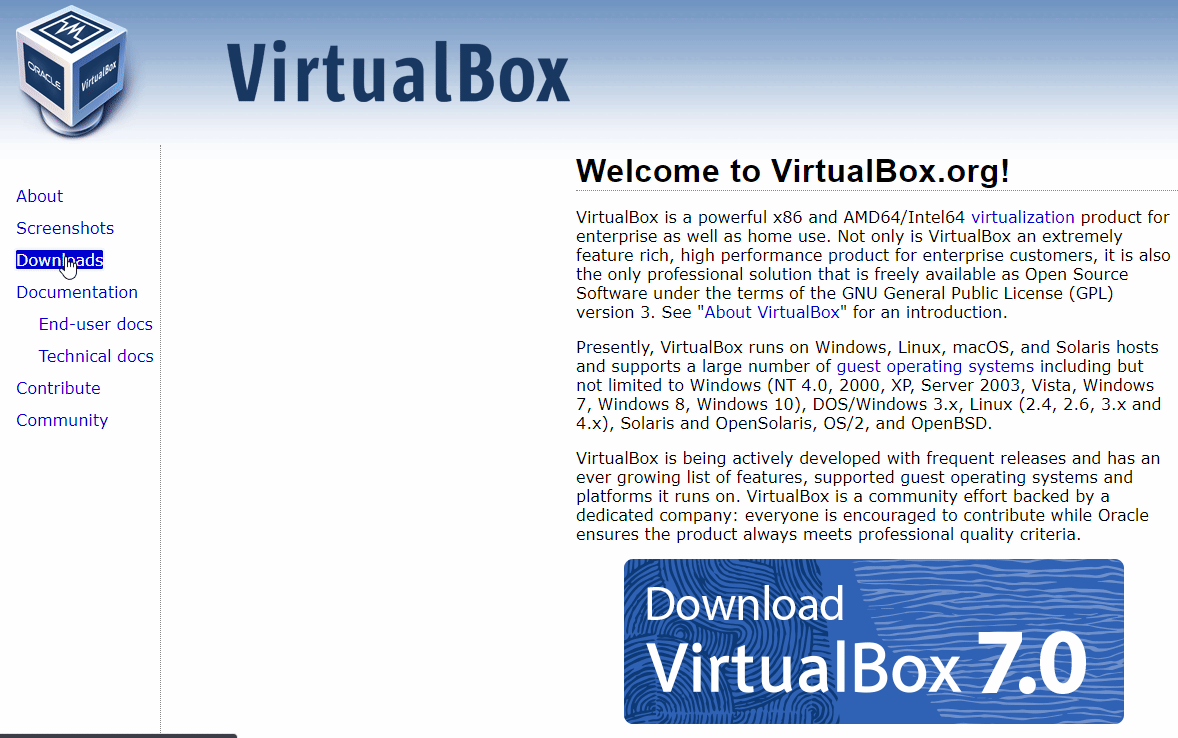 ORACLE
VirtualBox
VirtualBox
About
Screenshots
Downloads
Documentation
End-user docs
Technical docs
Contribute
Community
Welcome to VirtualBox.org!
VirtualBox is a powerful x86 and AMD64/Intel64 virtualization product for
enterprise as well as home use. Not only is VirtualBox an extremely
feature rich, high performance product for enterprise customers, it is also
the only professional solution that is freely available as Open Source
Software under the terms of the GNU General Public License (GPL)
version 3. See "About VirtualBox" for an introduction.
Presently, VirtualBox runs on Windows, Linux, macOS, and Solaris hosts
and supports a large number of guest operating systems including but
not limited to Windows (NT 4.0, 2000, XP, Server 2003, Vista, Windows
7, Windows 8, Windows 10), DOS/Windows 3.x, Linux (2.4, 2.6, 3.x and
4.x), Solaris and OpenSolaris, OS/2, and OpenBSD.
VirtualBox is being actively developed with frequent releases and has an
ever growing list of features, supported guest operating systems and
platforms it runs on. VirtualBox is a community effort backed by a
dedicated company: everyone is encouraged to contribute while Oracle
ensures the product always meets professional quality criteria.
Download
VirtualBox 7.0